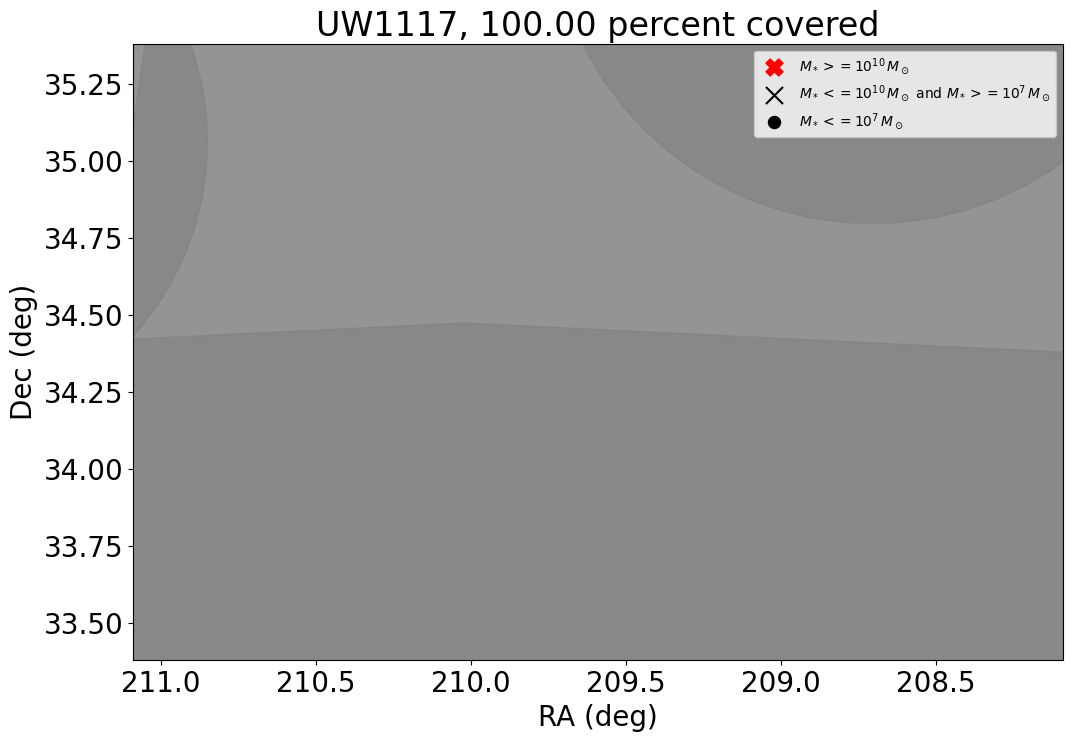 UW1117, 100.00 percent covered
M* >= 10^10 M⊙
M* <= 10^10 M⊙ and M* >= 10^7 M⊙
M* <= 10^7 M⊙
35.25
35.00
34.75
34.50
34.25
34.00
33.75
33.50
Dec (deg)
211.0 210.5 210.0 209.5 209.0 208.5
RA (deg)